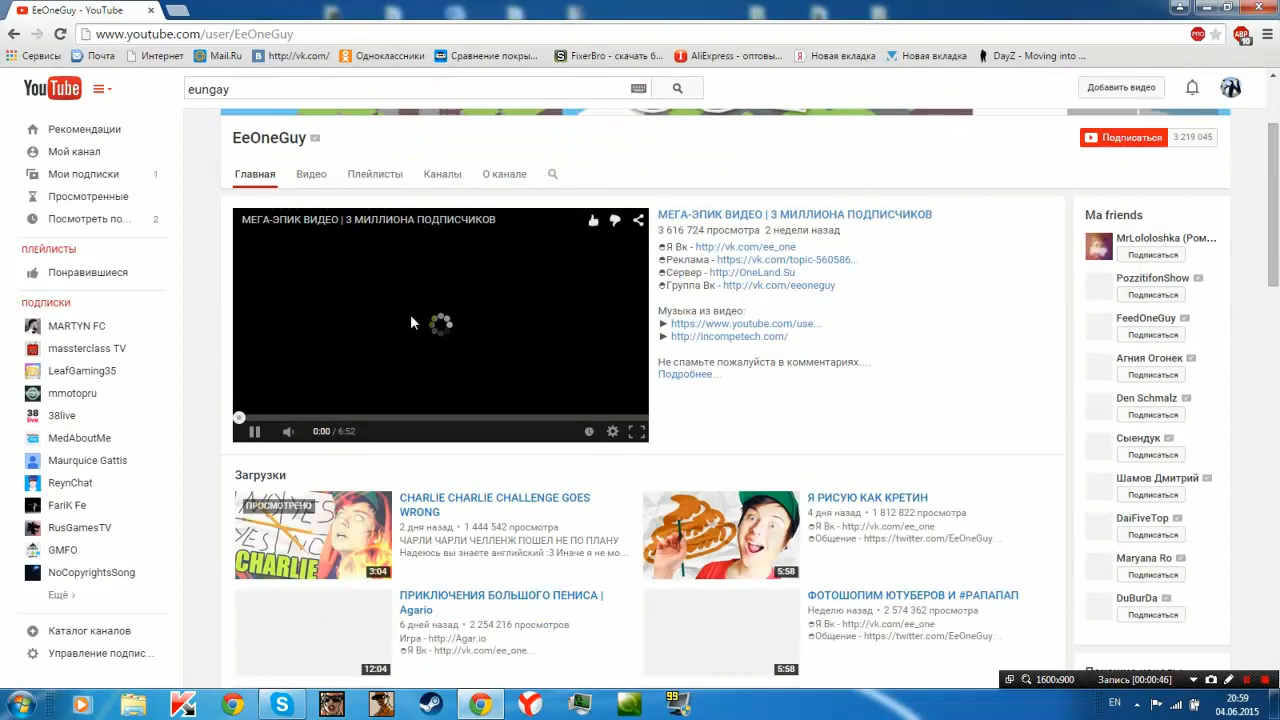 EeOneGuy - YouTube
www.youtube.com/user/EeOneGuy
PRO
ABP
10
Сервисы
Почта
Интернет
Mail.Ru
http://vk.com/
Одноклассники
Сравнение покры...
FixerBro - скачать б...
AliExpress - оптовы...
Новая вкладка
Новая вкладка
DayZ - Moving into ...
YouTube
eungay
Добавить видео
Рекомендации
Мой канал
Мои подписки 1
Просмотренные
Посмотреть по... 2
ПЛЕЙЛИСТЫ
Понравившиеся
ПОДПИСКИ
MARTYN FC
massterclass TV
LeafGaming35
mmotopru
38live
MedAboutMe
Maurquice Gattis
ReynChat
FariK Fe
RusGamesTV
GMFO
NoCopyrightsSong
Ещё ›
Каталог каналов
Управление подпис...
EeOneGuy
Подписаться 3 219 045
Главная
Видео
Плейлисты
Каналы
О канале
МЕГА-ЭПИК ВИДЕО | 3 МИЛЛИОНА ПОДПИСЧИКОВ
0:00 / 6:52
МЕГА-ЭПИК ВИДЕО | 3 МИЛЛИОНА ПОДПИСЧИКОВ
3 616 724 просмотра 2 недели назад
Я Вк - http://vk.com/ee_one
Реклама - https://vk.com/topic-560586...
Сервер - http://OneLand.Su
Группа Вк - http://vk.com/eeoneguy
Музыка из видео:
► https://www.youtube.com/use...
► http://incompetech.com/
Не спамьте пожалуйста в комментариях....
Подробнее...
Загрузки
ПРОСМОТРЕНО
CHARLIE
3:04
CHARLIE CHARLIE CHALLENGE GOES
WRONG
2 дня назад • 1 444 542 просмотра
ЧАРЛИ ЧАРЛИ ЧЕЛЛЕНЖ ПОШЕЛ НЕ ПО ПЛАНУ
Надеюсь вы знаете английский :3 Иначе я не мо...
5:58
Я РИСУЮ КАК КРЕТИН
4 дня назад • 1 812 822 просмотра
Я Вк - http://vk.com/ee_one
Общение - https://twitter.com/EeOneGuy...
12:04
ПРИКЛЮЧЕНИЯ БОЛЬШОГО ПЕНИСА |
Agario
6 дней назад • 2 254 216 просмотров
Игра - http://Agar.io
Я Вк - http://vk.com/ee_one...
5:58
ФОТОШОПИМ ЮТУБЕРОВ И #РАПАПАП
Неделю назад • 2 574 362 просмотра
Я Вк - http://vk.com/ee_one
Общение - https://twitter.com/EeOneGuy...
Ma friends
MrLololoshka (Ром...
Подписаться
PozzitifonShow
Подписаться
FeedOneGuy
Подписаться
Агния Огонек
Подписаться
Den Schmalz
Подписаться
Сыендук
Подписаться
Шамов Дмитрий
Подписаться
DaiFiveTop
Подписаться
Maryana Ro
Подписаться
DuBurDa
Подписаться
1600x900
Запись [00:00:46]
95
EN
20:59
04.06.2015